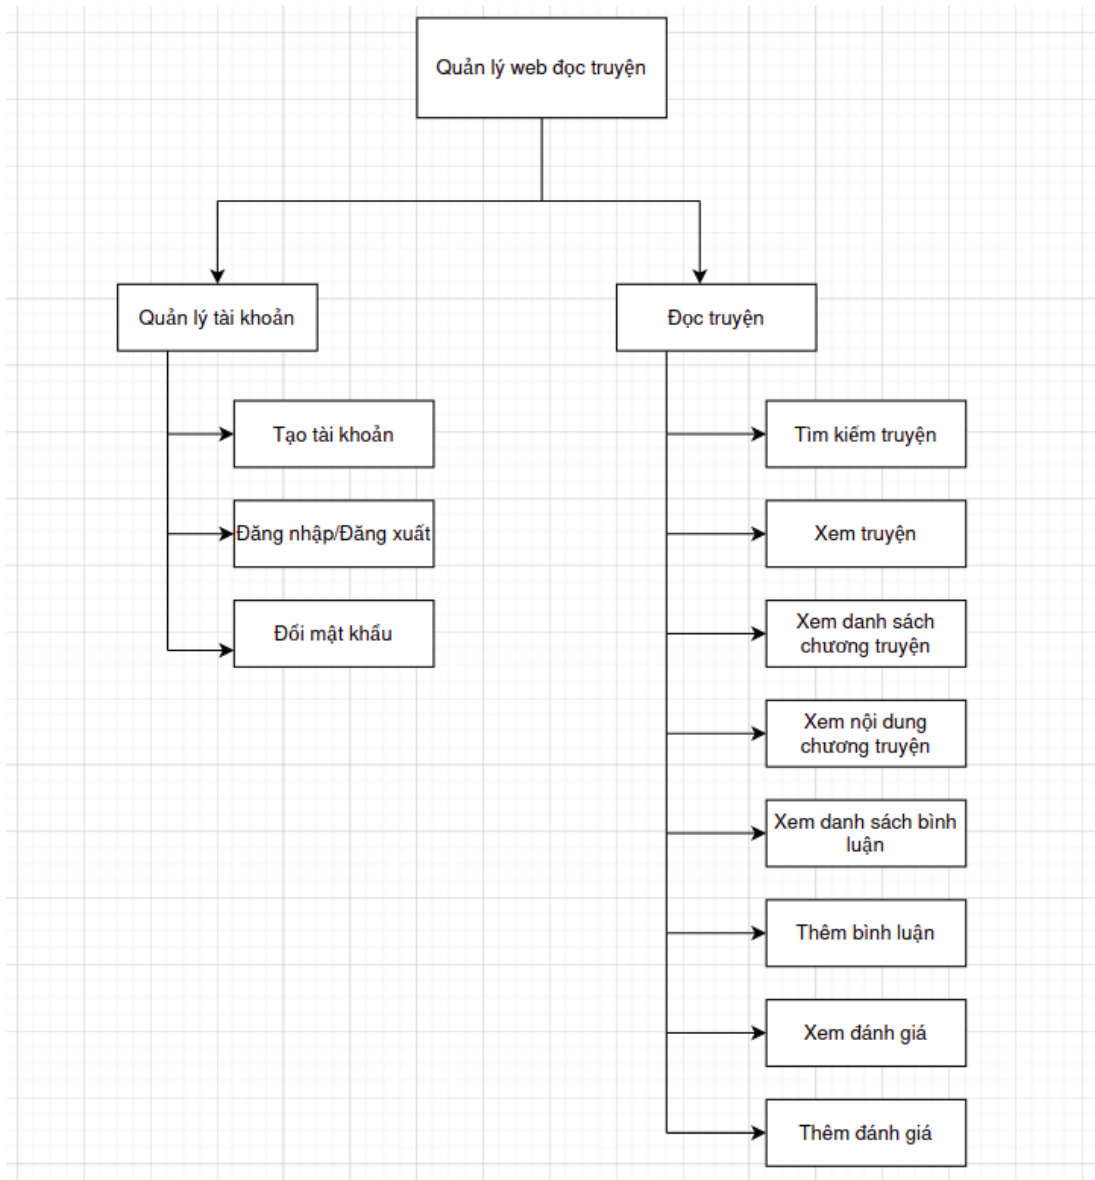 Quản lý web đọc truyện
Quản lý tài khoản
Đọc truyện
Tạo tài khoản
Đăng nhập/Đăng xuất
Đổi mật khẩu
Tìm kiếm truyện
Xem truyện
Xem danh sách
chương truyện
Xem nội dung
chương truyện
Xem danh sách bình
luận
Thêm bình luận
Xem đánh giá
Thêm đánh giá